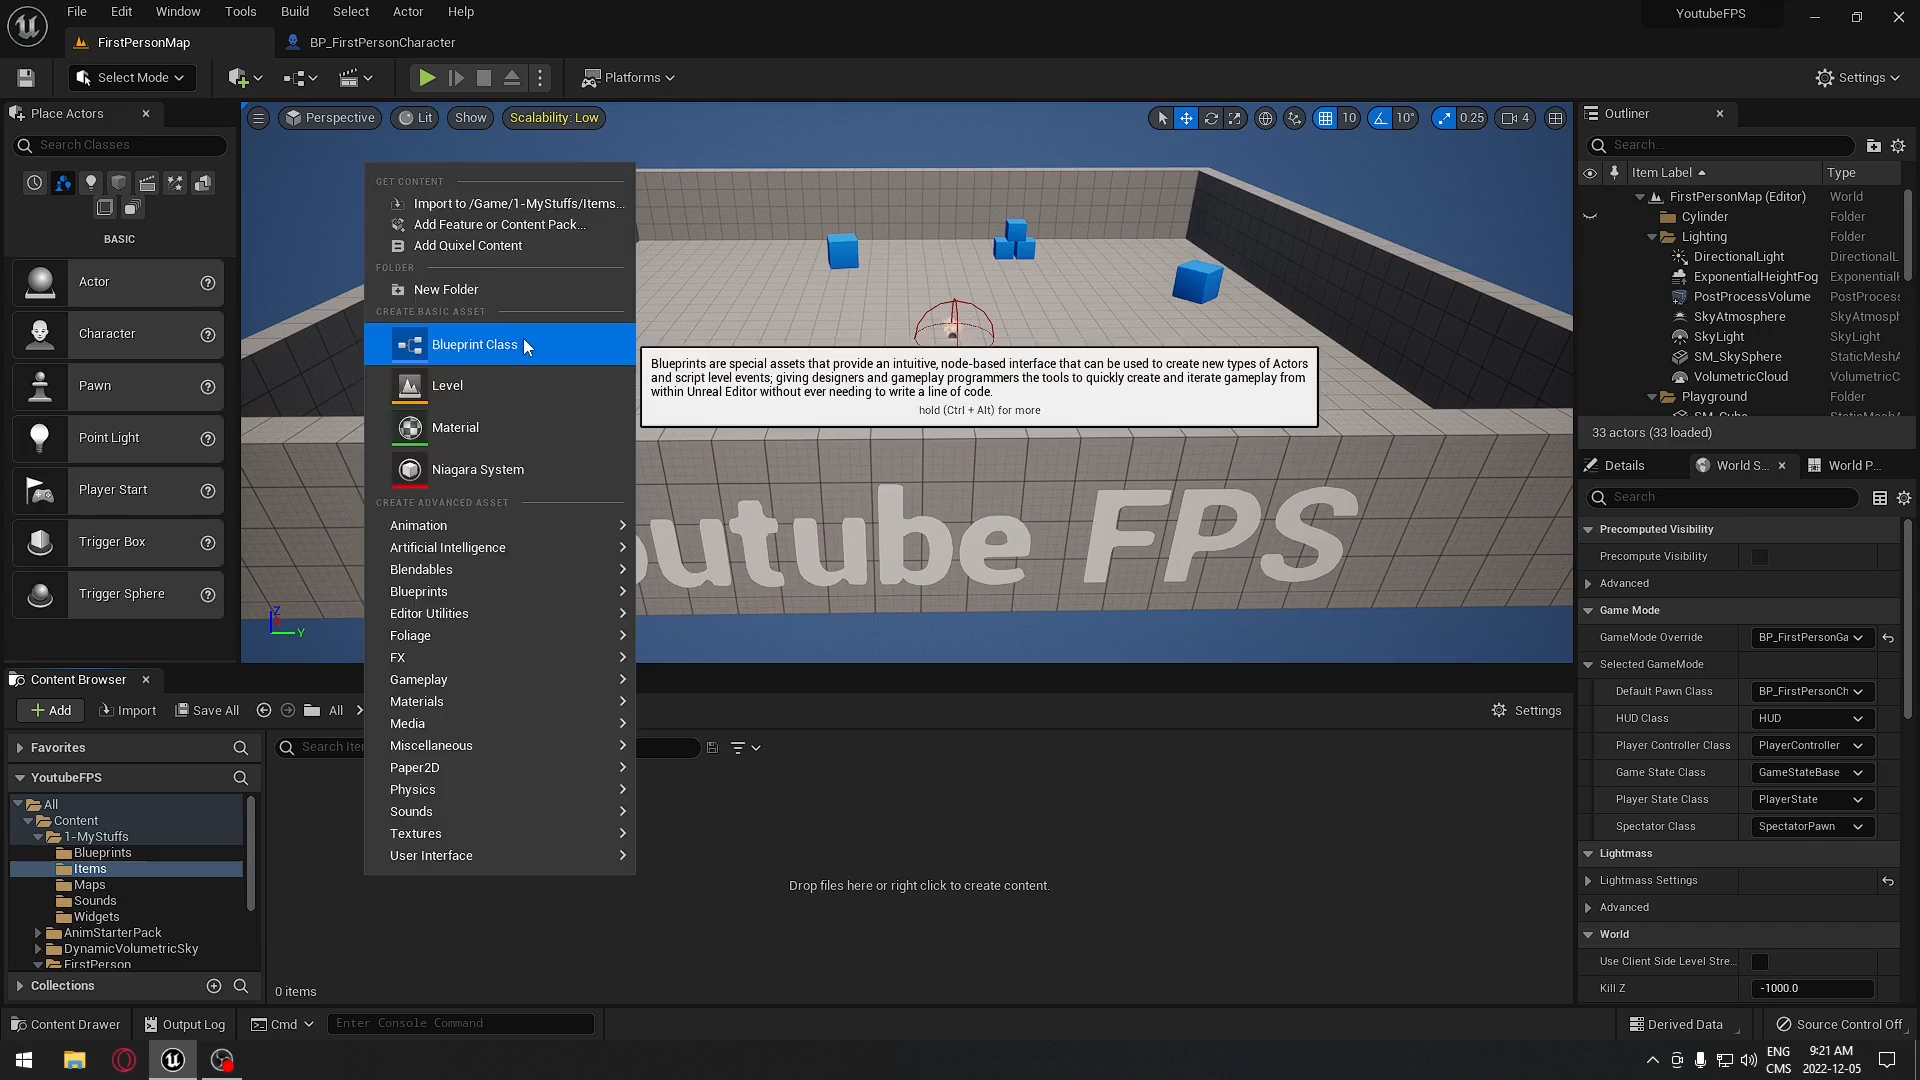 File Edit Window Tools Build Select Actor Help
YoutubeFPS
FirstPersonMap
BP_FirstPersonCharacter
Select Mode
Platforms
Settings
Place Actors
Search Classes
BASIC
Actor
Character
Pawn
Point Light
Player Start
Trigger Box
Trigger Sphere
Perspective
Lit
Show
Scalability: Low
10
10°
0.25
4
GET CONTENT
Import to /Game/1-MyStuffs/Items...
Add Feature or Content Pack...
Add Quixel Content
FOLDER
New Folder
CREATE BASIC ASSET
Blueprint Class
Level
Material
Niagara System
CREATE ADVANCED ASSET
Animation
Artificial Intelligence
Blendables
Blueprints
Editor Utilities
Foliage
FX
Gameplay
Materials
Media
Miscellaneous
Paper2D
Physics
Sounds
Textures
User Interface
Blueprints are special assets that provide an intuitive, node-based interface that can be used to create new types of Actors
and script level events; giving designers and gameplay programmers the tools to quickly create and iterate gameplay from
within Unreal Editor without ever needing to write a line of code.
hold (Ctrl + Alt) for more
outube FPS
Z
Y
Outliner
Search...
Item Label Type
FirstPersonMap (Editor) World
Cylinder Folder
Lighting Folder
DirectionalLight DirectionalI
ExponentialHeightFog ExponentialH
PostProcessVolume PostProcess
SkyAtmosphere SkyAtmosph
SkyLight SkyLight
SM_SkySphere StaticMeshA
VolumetricCloud VolumetricC
Playground Folder
33 actors (33 loaded)
Details
World S...
World P...
Search
Precomputed Visibility
Precompute Visibility
Advanced
Game Mode
GameMode Override BP_FirstPersonGa
Selected GameMode
Default Pawn Class BP_FirstPersonCh
HUD Class HUD
Player Controller Class PlayerController
Game State Class GameStateBase
Player State Class PlayerState
Spectator Class SpectatorPawn
Lightmass
Lightmass Settings
Advanced
World
Use Client Side Level Stre...
Kill Z -1000.0
Content Browser
Add
Import
Save All
All
Settings
Favorites
YoutubeFPS
Search Ite
All
Content
1-MyStuffs
Blueprints
Items
Maps
Sounds
Widgets
AnimStarterPack
DynamicVolumetricSky
FirstPerson
Collections
Drop files here or right click to create content.
0 items
Content Drawer
Output Log
Cmd
Enter Console Command
Derived Data
Source Control Off
ENG
CMS
9:21 AM
2022-12-05